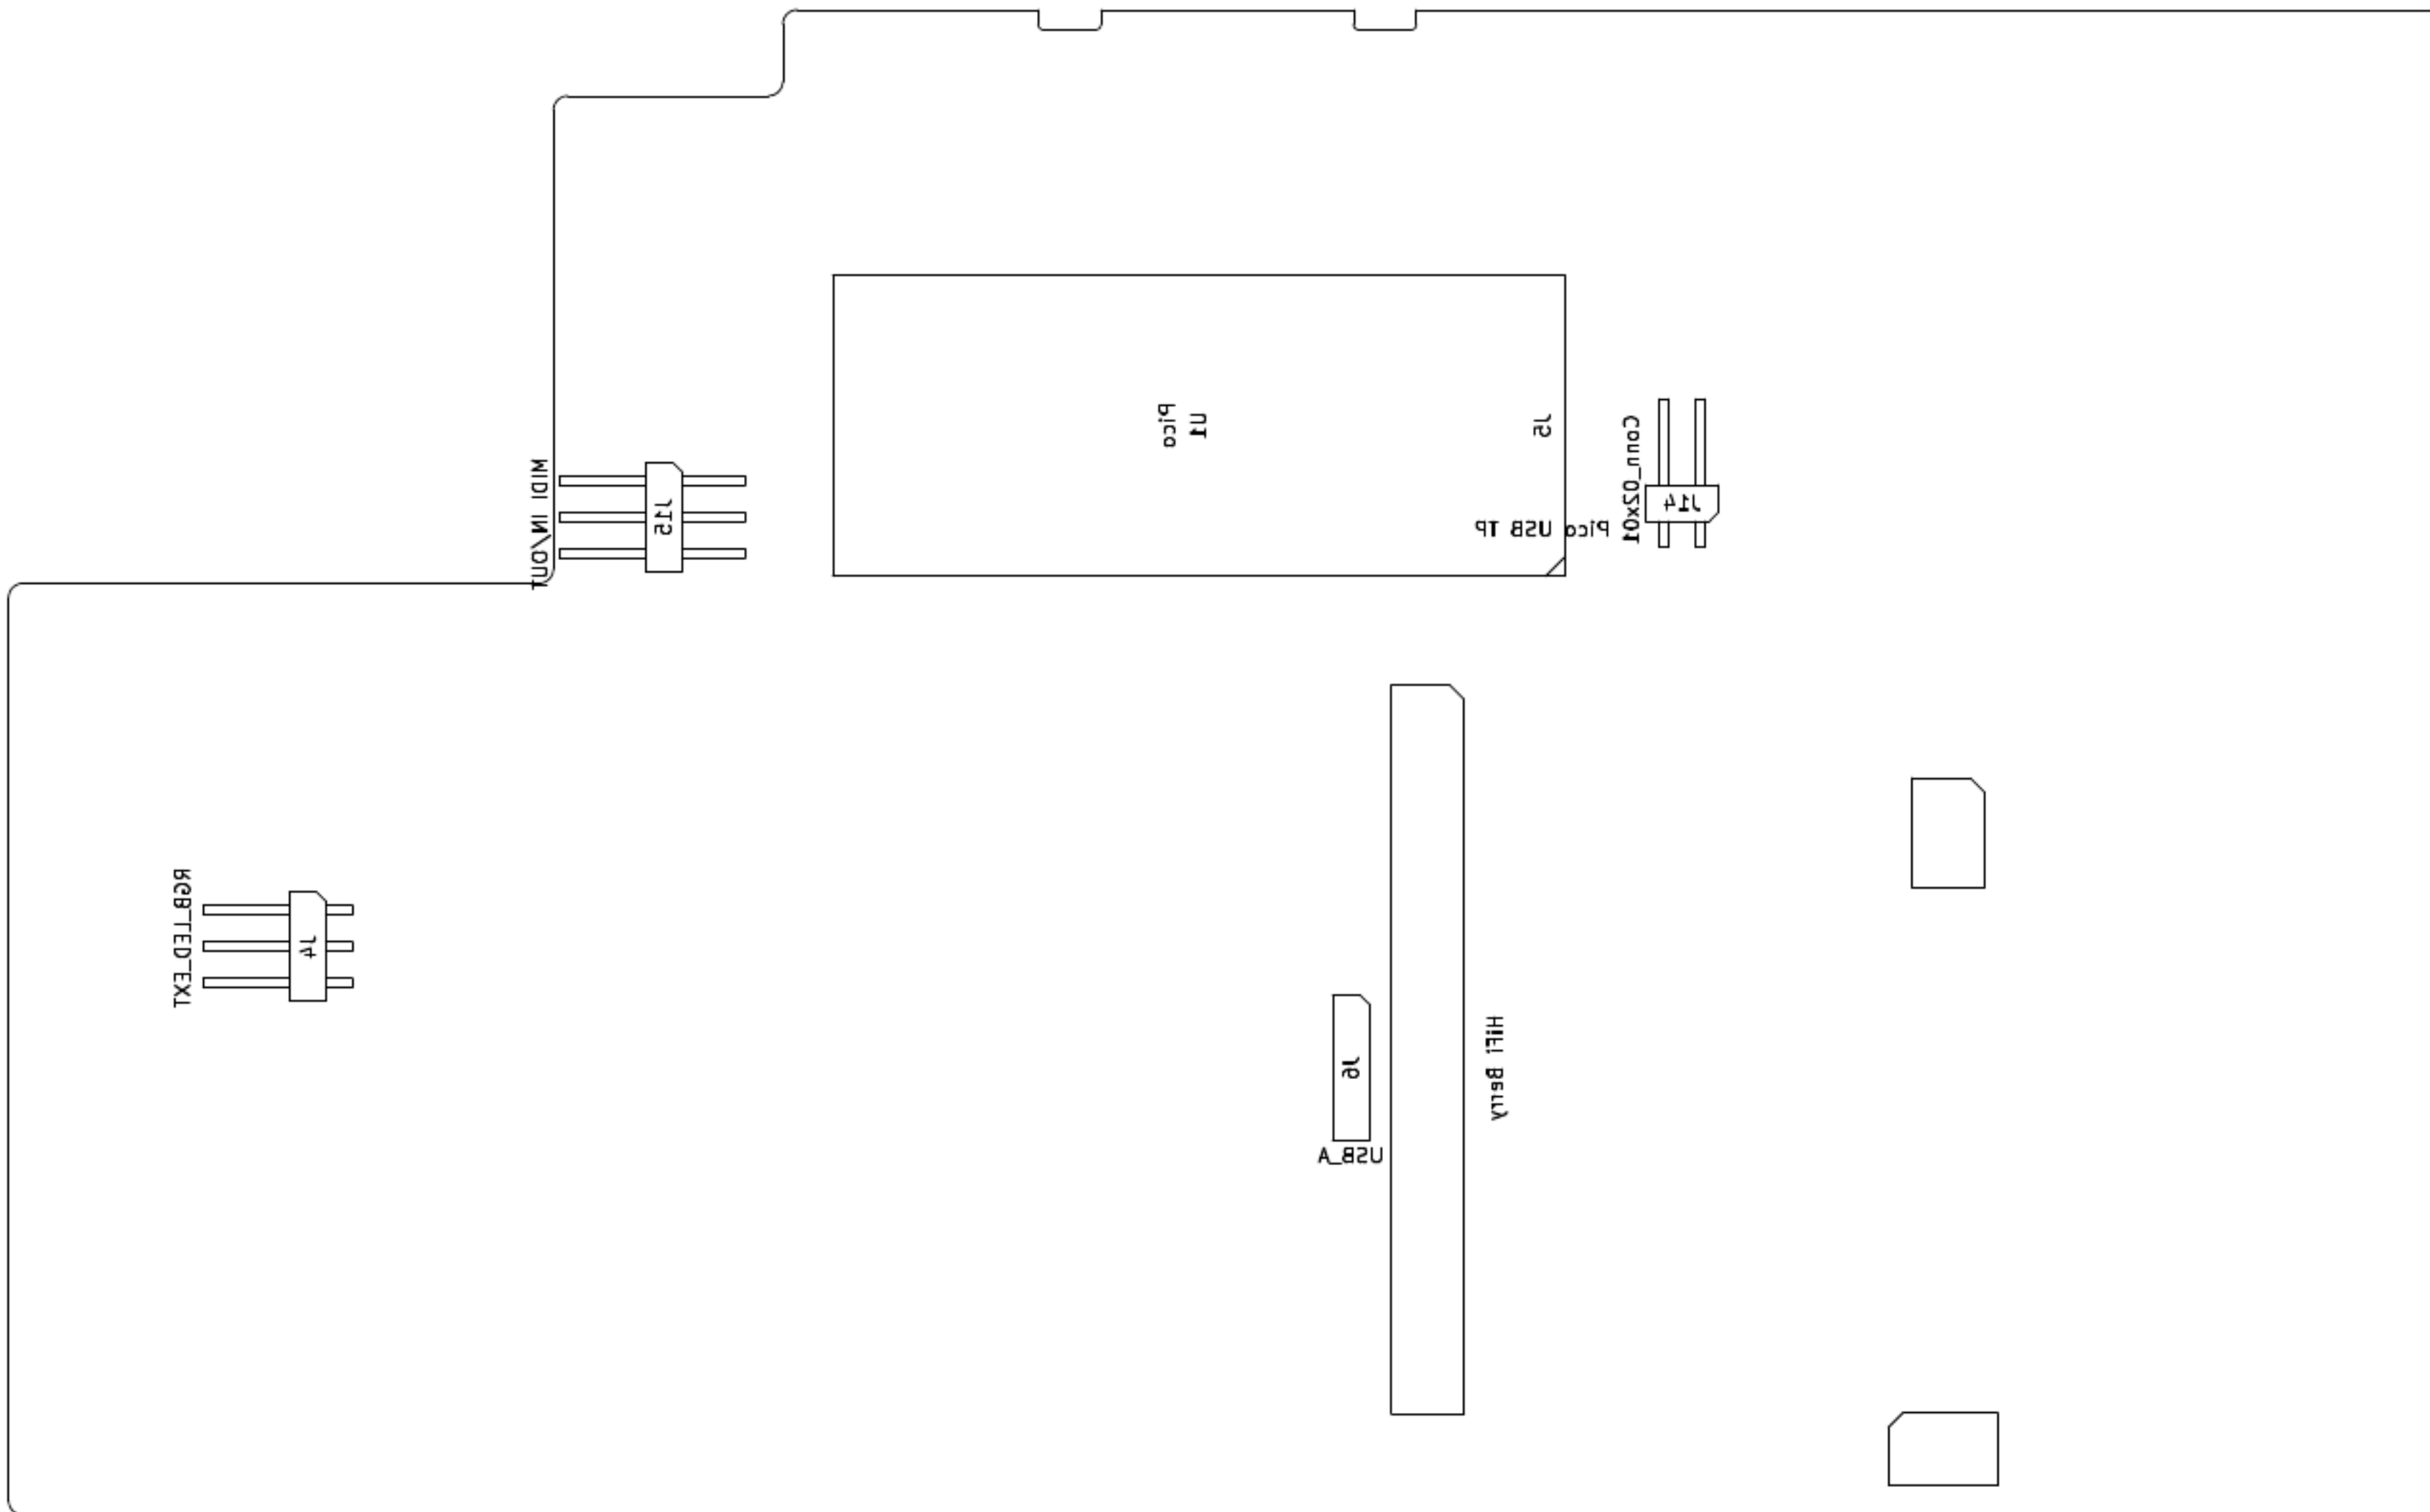 U1
Pico
J5
Pico USB TP
Conn_02x01
J14
MIDI IN/OUT
J15
RGB_LED_EXT
J4
J6
USB_A
HiFi Berry